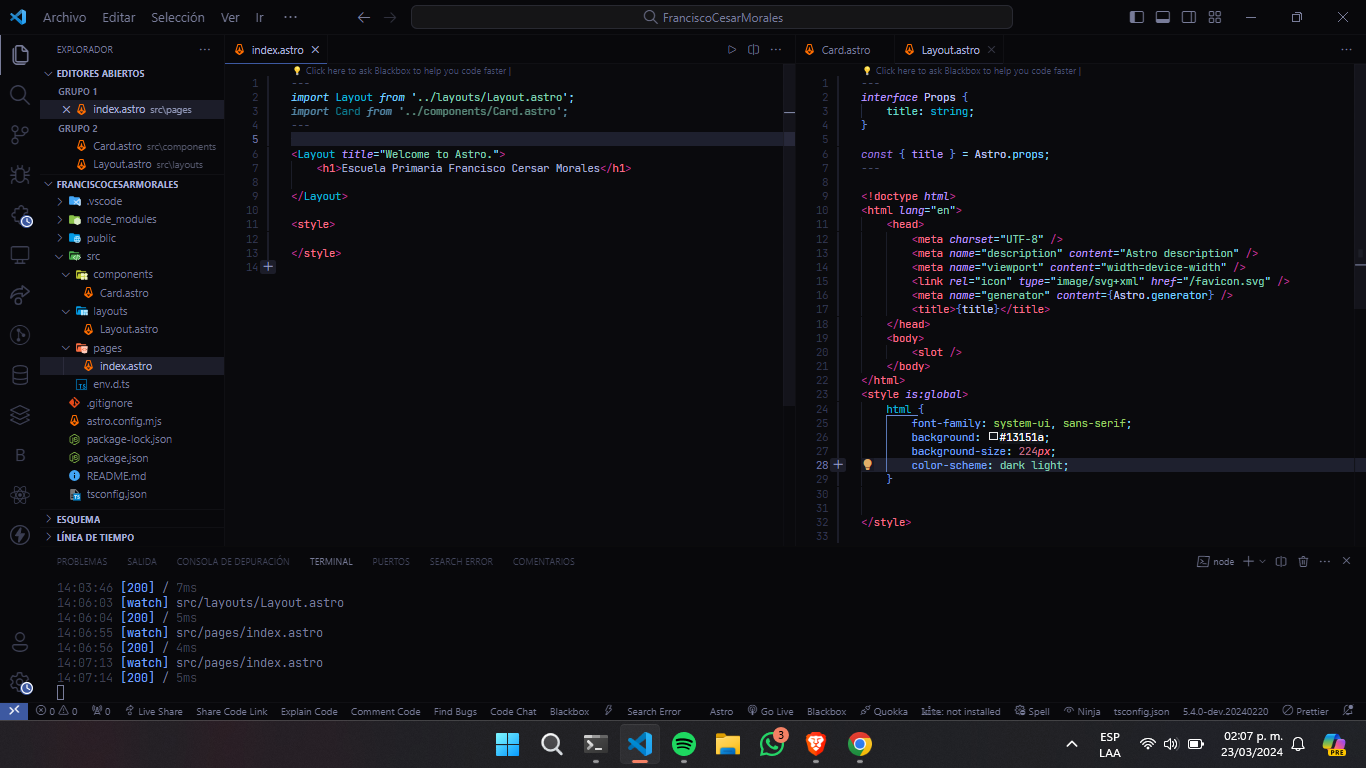 Archivo Editar Selección Ver Ir ···
FranciscoCesarMorales
EXPLORADOR
EDITORES ABIERTOS
GRUPO 1
index.astro src\pages
GRUPO 2
Card.astro src\components
Layout.astro src\layouts
FRANCISCOCESARMORALES
.vscode
node_modules
public
src
components
Card.astro
layouts
Layout.astro
pages
index.astro
env.d.ts
.gitignore
astro.config.mjs
package-lock.json
package.json
README.md
tsconfig.json
ESQUEMA
LÍNEA DE TIEMPO
index.astro
Click here to ask Blackbox to help you code faster |
1 ---
2 import Layout from '../layouts/Layout.astro';
3 import Card from '../components/Card.astro';
4 ---
5
6 <Layout title="Welcome to Astro.">
7 <h1>Escuela Primaria Francisco Cersar Morales</h1>
8
9 </Layout>
10
11 <style>
12
13 </style>
14
Card.astro Layout.astro
Click here to ask Blackbox to help you code faster |
1 ---
2 interface Props {
3 title: string;
4 }
5
6 const { title } = Astro.props;
7 ---
8
9 <!doctype html>
10 <html lang="en">
11 <head>
12 <meta charset="UTF-8" />
13 <meta name="description" content="Astro description" />
14 <meta name="viewport" content="width=device-width" />
15 <link rel="icon" type="image/svg+xml" href="/favicon.svg" />
16 <meta name="generator" content={Astro.generator} />
17 <title>{title}</title>
18 </head>
19 <body>
20 <slot />
21 </body>
22 </html>
23 <style is:global>
24 html {
25 font-family: system-ui, sans-serif;
26 background: #13151a;
27 background-size: 224px;
28 color-scheme: dark light;
29 }
30
31
32 </style>
33
PROBLEMAS SALIDA CONSOLA DE DEPURACIÓN TERMINAL PUERTOS SEARCH ERROR COMENTARIOS
node
14:03:46 [200] / 7ms
14:06:03 [watch] src/layouts/Layout.astro
14:06:04 [200] / 5ms
14:06:55 [watch] src/pages/index.astro
14:06:56 [200] / 4ms
14:07:13 [watch] src/pages/index.astro
14:07:14 [200] / 5ms
0 0 0 Live Share Share Code Link Explain Code Comment Code Find Bugs Code Chat Blackbox Search Error Astro Go Live Blackbox Quokka not installed Spell Ninja tsconfig.json 5.4.0-dev.20240220 Prettier
B
3
ESP
LAA
02:07 p. m.
23/03/2024
PRE